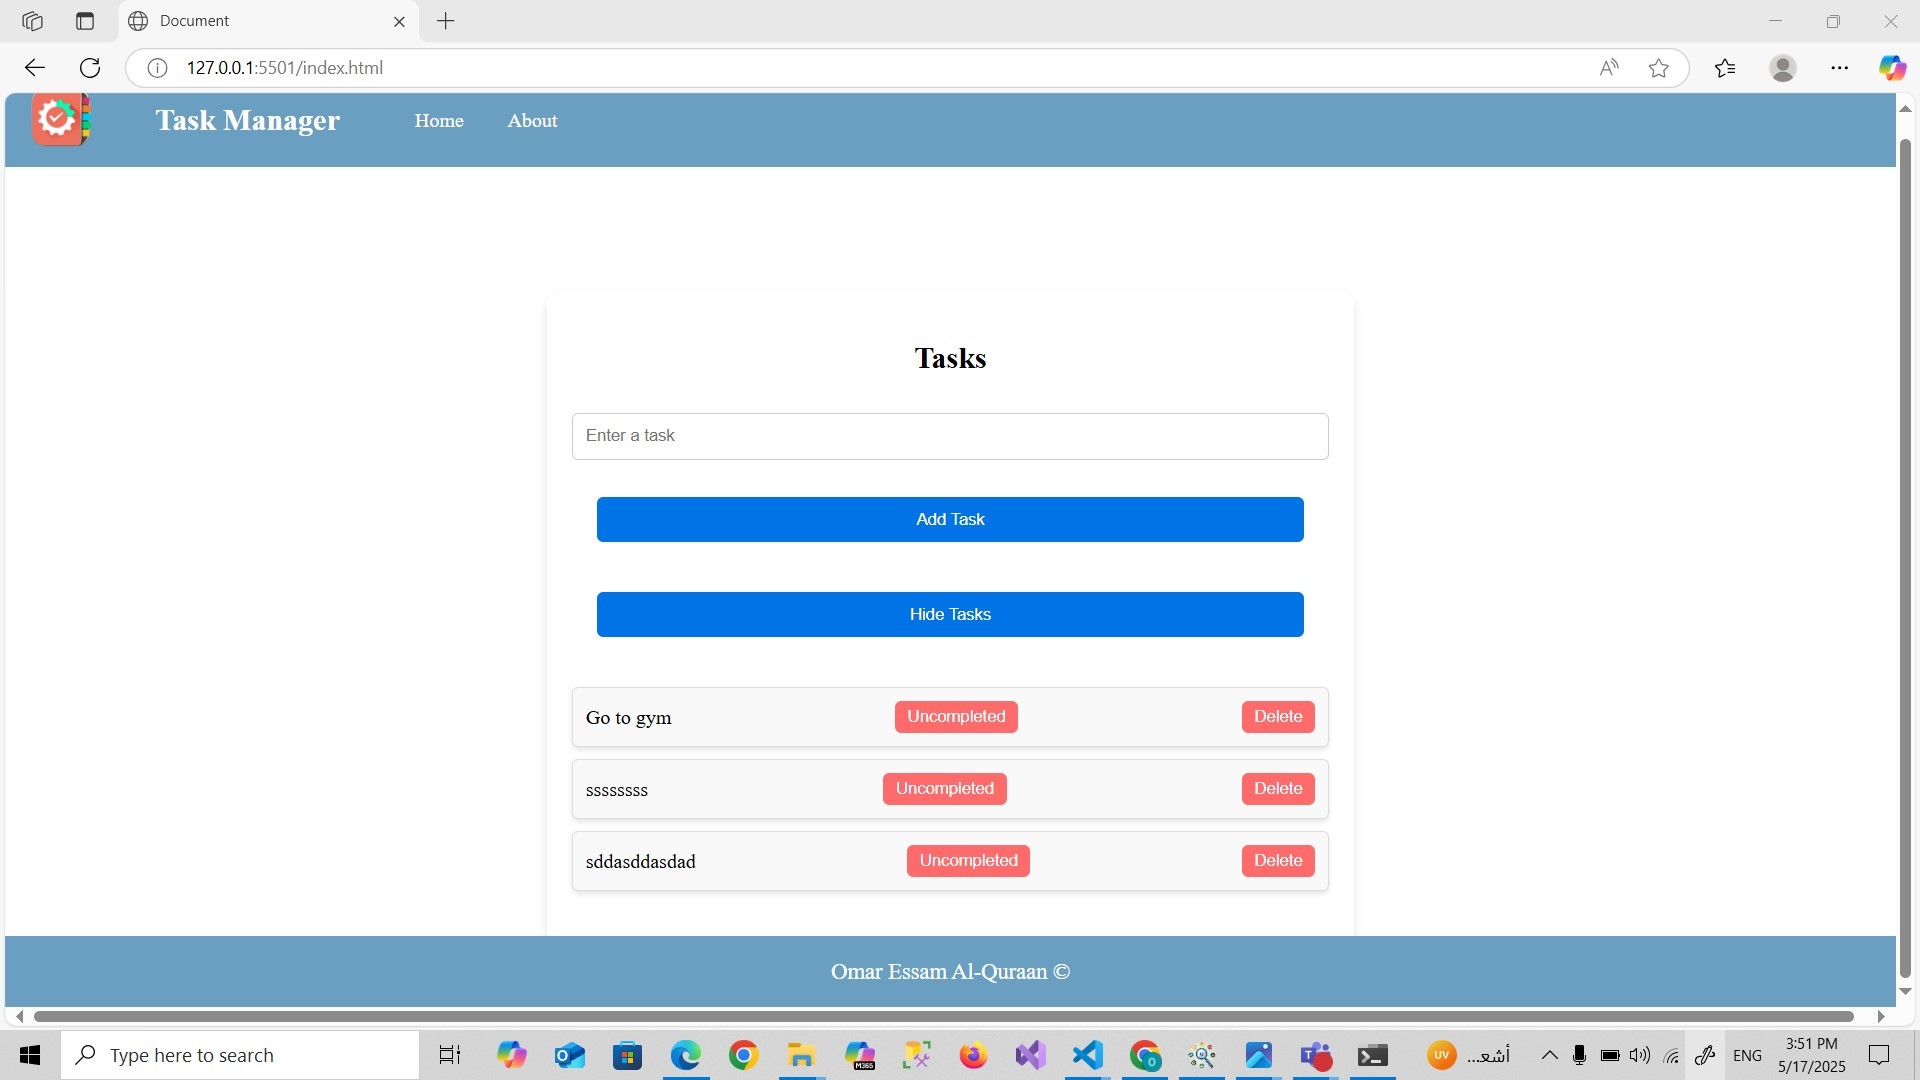 Document
127.0.0.1:5501/index.html
Task Manager
Home
About
Tasks
Enter a task
Add Task
Hide Tasks
Go to gym
Uncompleted
Delete
ssssssss
Uncompleted
Delete
sddasddasdad
Uncompleted
Delete
Omar Essam Al-Quraan ©
Type here to search
M365
UV
أشعـ...
ENG
3:51 PM
5/17/2025